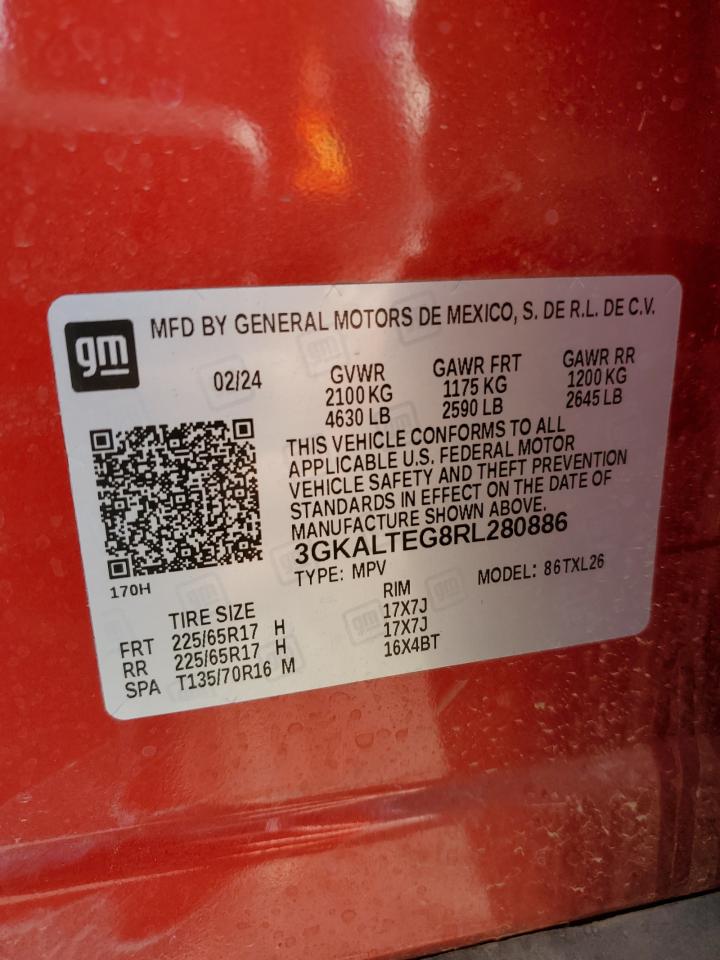 gm
MFD BY GENERAL MOTORS DE MEXICO, S. DE R.L. DE C.V.
02/24 GVWR GAWR FRT GAWR RR
2100 KG 1175 KG 1200 KG
4630 LB 2590 LB 2645 LB
THIS VEHICLE CONFORMS TO ALL
APPLICABLE U.S. FEDERAL MOTOR
VEHICLE SAFETY AND THEFT PREVENTION
STANDARDS IN EFFECT ON THE DATE OF
MANUFACTURE SHOWN ABOVE.
3GKALTEG8RL280886
170H
TYPE: MPV MODEL: 86TXL26
TIRE SIZE RIM
FRT 225/65R17 H 17X7J
RR 225/65R17 H 17X7J
SPA T135/70R16 M 16X4BT